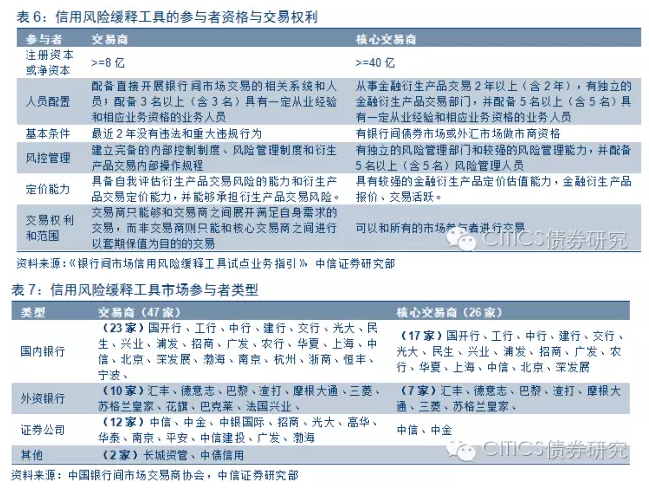 表 6：信用风险缓释工具的参与者资格与交易权利
参与者 交易商 核心交易商
注册资本
或净资本
>=8 亿 >=40 亿
人员配置
配备直接开展银行间市场交易的相关系统和人
员；配备 3 名以上（含 3 名）具有一定从业经验
和相应业务资格的业务人员
从事金融衍生产品交易 2 年以上（含 2 年），有独立的
金融衍生产品交易部门，并配备 5 名以上（含 5 名）具
有一定从业经验和相应业务资格的业务人员
基本条件 最近 2 年没有违法和重大违规行为 有银行间债券市场或外汇市场做市商资格
风控管理
建立完备的内部控制制度、风险管理制度和衍生
产品交易内部操作规程
有独立的风险管理部门和较强的风险管理能力，并配备
5 名以上（含 5 名）风险管理人员
定价能力
具备自我评估衍生产品交易风险的能力和衍生产
品交易定价能力，并能够承担衍生产品交易风险。
具有较强的金融衍生产品定价估值能力，金融衍生产品
报价、交易活跃。
交易权利
和范围
交易商只能够和交易商之间展开满足自身需求的
交易，而非交易商则只能和核心交易商之间进行
以套期保值为目的的交易
可以和所有的市场参与者进行交易
CITICS债券研究
资料来源：《银行间市场信用风险缓释工具试点业务指引》，中信证券研究部
表 7：信用风险缓释工具市场参与者类型
类型 交易商（47 家） 核心交易商（26 家）
国内银行
（23 家）国开行、工行、中行、建行、交行、光大、民
生、兴业、浦发、招商、广发、农行、华夏、上海、中
信、北京、深发展、渤海、南京、杭州、浙商、恒丰、
宁波、
（17 家）国开行、工行、中行、建行、交行、
光大、民生、兴业、浦发、招商、广发、农
行、华夏、上海、中信、北京、深发展
外资银行
（10 家）汇丰、德意志、巴黎、渣打、摩根大通、三菱、
苏格兰皇家、花旗、巴克莱、法国兴业、
（7 家）汇丰、德意志、巴黎、渣打、摩根大
通、三菱、苏格兰皇家、
证券公司
（12 家）中信、中金、中银国际、招商、光大、高华、
华泰、南京、平安、中信建投、广发、渤海
中信、中金
其他 （2 家）长城资管、中债信用
CITICS债券研究
资料来源：中国银行间市场交易商协会，中信证券研究部